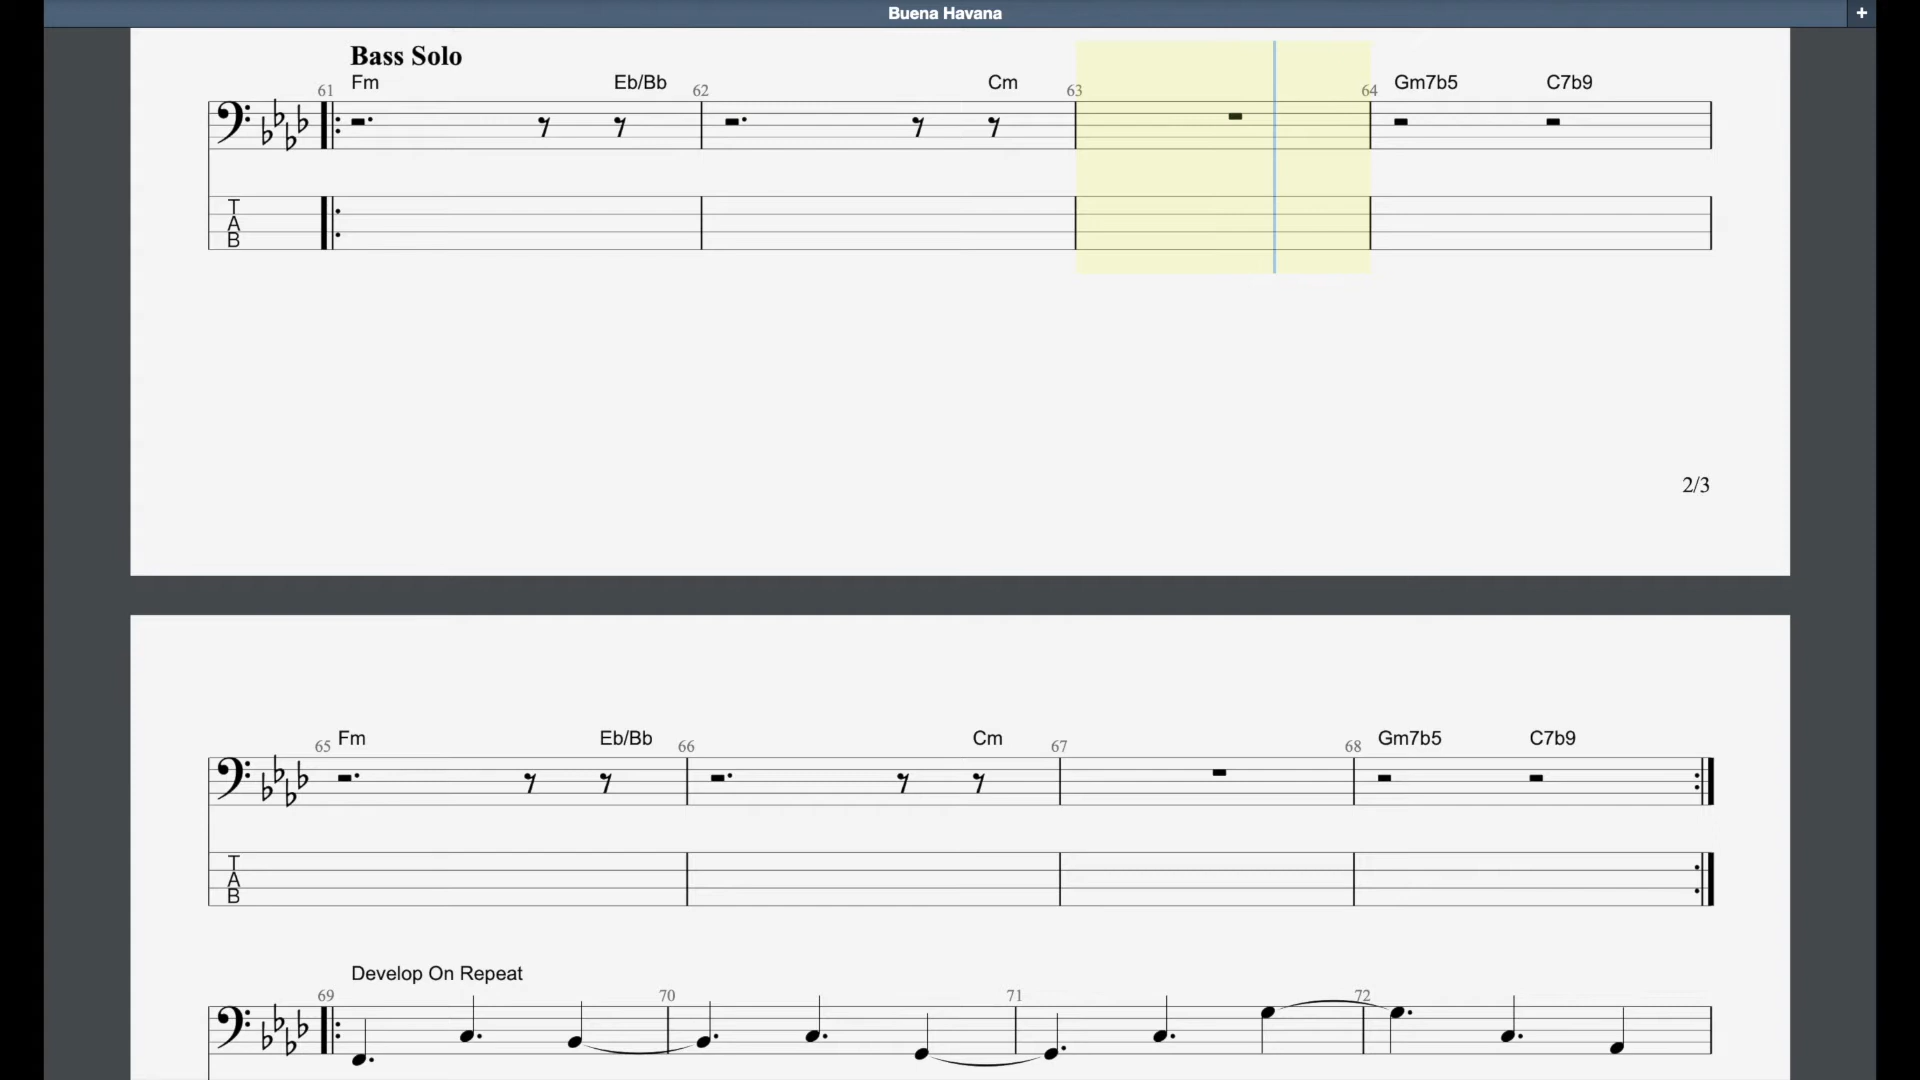 Buena Havana +
Bass Solo
61 Fm Eb/Bb 62 Cm 63 64 Gm7b5 C7b9
T
A
B
2/3
65 Fm Eb/Bb 66 Cm 67 68 Gm7b5 C7b9
T
A
B
Develop On Repeat
69 70 71 72